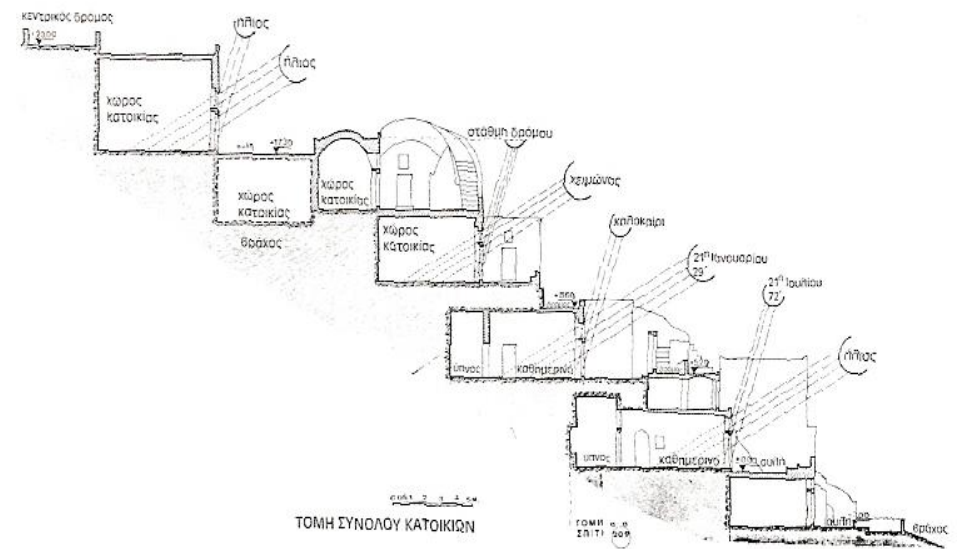 κεντρικός δρόμος
ήλιος
ήλιος
χώρος
κατοικίας
στάθμη δρόμου
χώρος
κατοικίας
χώρος
κατοικίας
χειμώνας
βράχος
χώρος
κατοικίας
καλοκαίρι
21η Ιανουαρίου
29°
21η Ιουλίου
72°
ύπνος
καθημερινό
ήλιος
ύπνος
καθημερινό
αυλή
αυλή
βράχος
ΤΟΜΗ ΣΥΝΟΛΟΥ ΚΑΤΟΙΚΙΩΝ
ΤΟΜΗ
ΣΠΙΤΙ